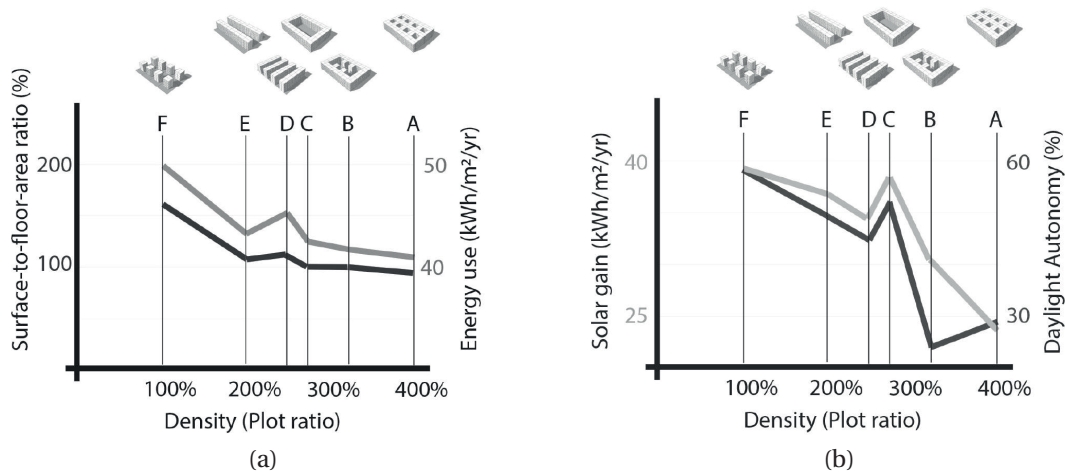 Surface-to-floor-area ratio (%)
F E D C B A
200
100
50
40
Energy use (kWh/m²/yr)
100% 200% 300% 400%
Density (Plot ratio)
(a)
Solar gain (kWh/m²/yr)
F E D C B A
40
25
60
30
Daylight Autonomy (%)
100% 200% 300% 400%
Density (Plot ratio)
(b)